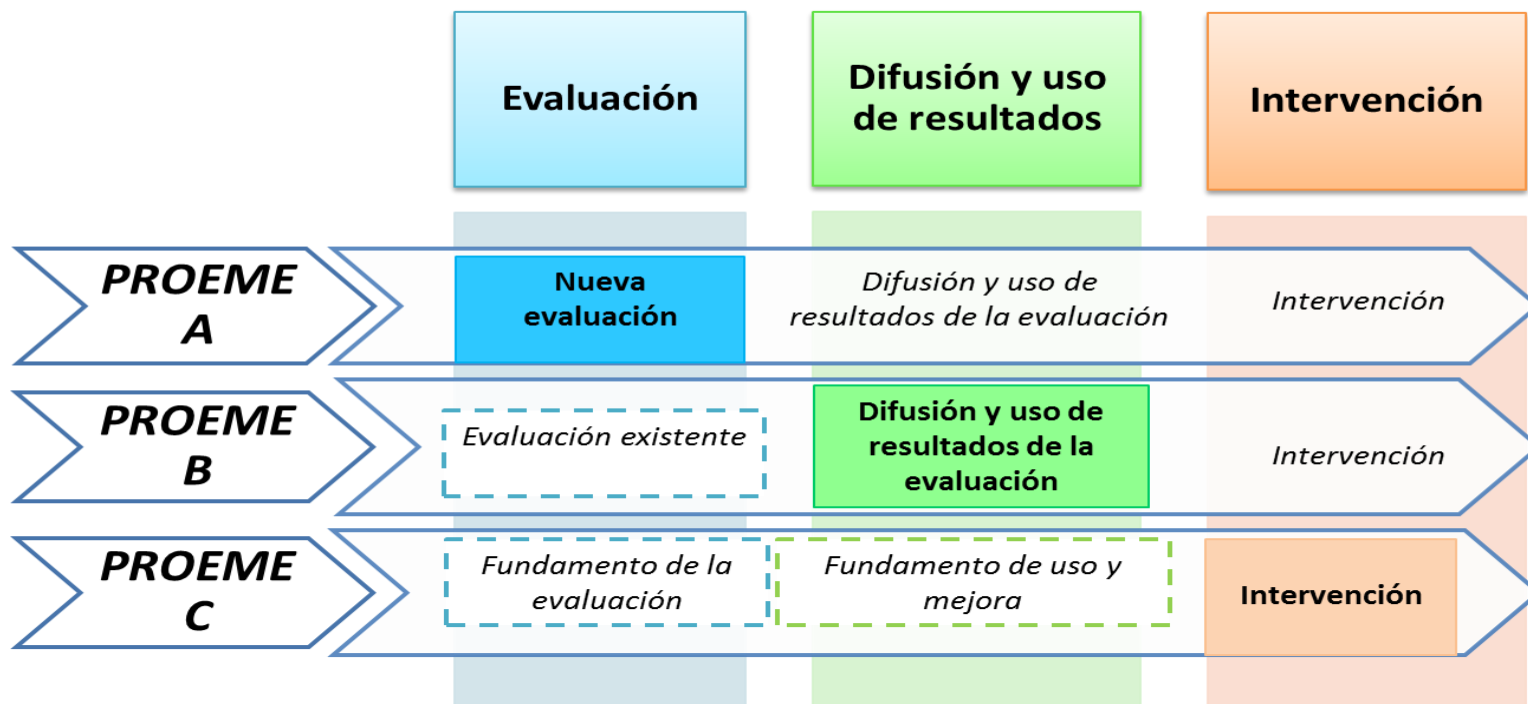 Evaluación
Difusión y uso
de resultados
Intervención
PROEME
A
Nueva
evaluación
Difusión y uso de
resultados de la evaluación
Intervención
PROEME
B
Evaluación existente
Difusión y uso de
resultados de la
evaluación
Intervención
PROEME
C
Fundamento de la
evaluación
Fundamento de uso y
mejora
Intervención